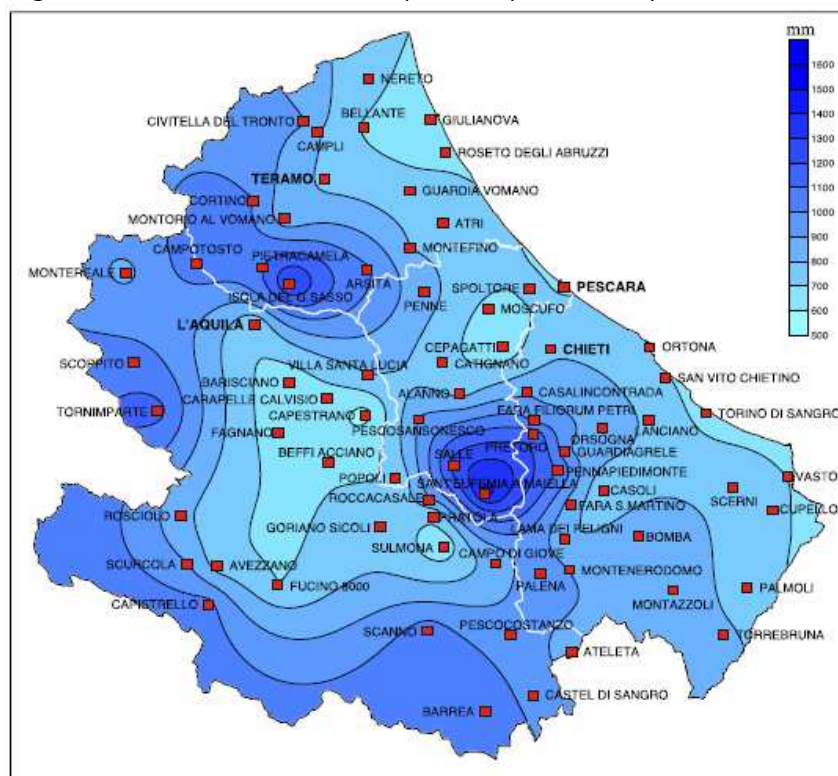 mm
1600
1500
1400
1300
1200
1100
1000
900
800
700
600
500
NERETO
BELLANTE
CIVITELLA DEL TRONTO
GIULIANOVA
CAMPLI
ROSETO DEGLI ABRUZZI
TERAMO
GUARDIA VOMANO
CORTINO
MONTORIO AL VOMANO
ATRI
MONTEFINO
CAMPOTOSTO
PIETRACAMELA
MONTEREALE
ARSITA
ISOLA DEL G.SASSO
PENNE
SPOLTORE
PESCARA
MOSCUFO
L'AQUILA
CEPAGATTI
CHIETI
ORTONA
SCOPPITO
VILLA SANTA LUCIA
CATIGNANO
SAN VITO CHIETINO
BARISCIANO
CARAPELLE CALVISIO
ALANNO
CASALINCONTRADA
TORNIMPARTE
CAPESTRANO
FARA FILIORUM PETRI
TORINO DI SANGRO
FAGNANO
PESCOSANSONESCO
PRETORO
ORSOGNA
LANCIANO
GUARDIAGRELE
BEFFI ACCIANO
SALLE
PENNAPIEDIMONTE
POPOLI
SANT'EUFEMIA A MAIELLA
CASOLI
SCERNI
VASTO
ROCCACASALE
FARA S.MARTINO
CUPELLO
ROSCIOLO
PRATOLA
GORIANO SICOLI
LAMA DEI PELIGNI
BOMBA
SULMONA
CAMPO DI GIOVE
SCURCOLA
AVEZZANO
MONTENERODOMO
FUCINO 8000
PALENA
PALMOLI
MONTAZZOLI
CAPISTRELLO
SCANNO
PESCOCOSTANZO
TORREBRUNA
ATELETA
CASTEL DI SANGRO
BARREA